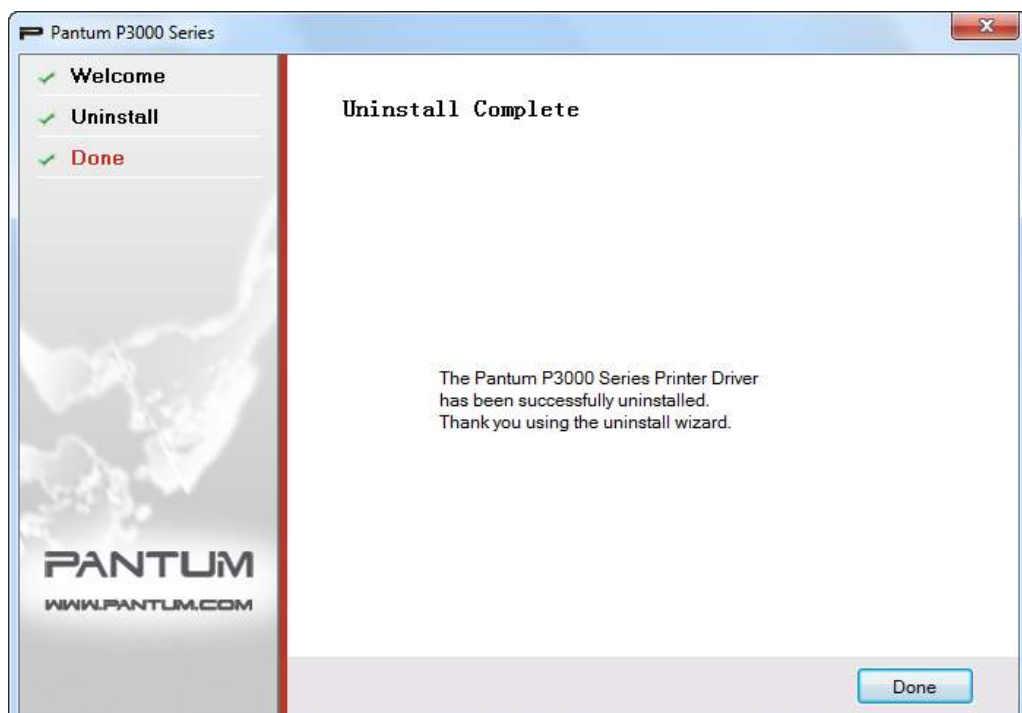 Pantum P3000 Series
Welcome
Uninstall
Done
Uninstall Complete
The Pantum P3000 Series Printer Driver
has been successfully uninstalled.
Thank you using the uninstall wizard.
PANTUM
WWW.PANTUM.COM
Done